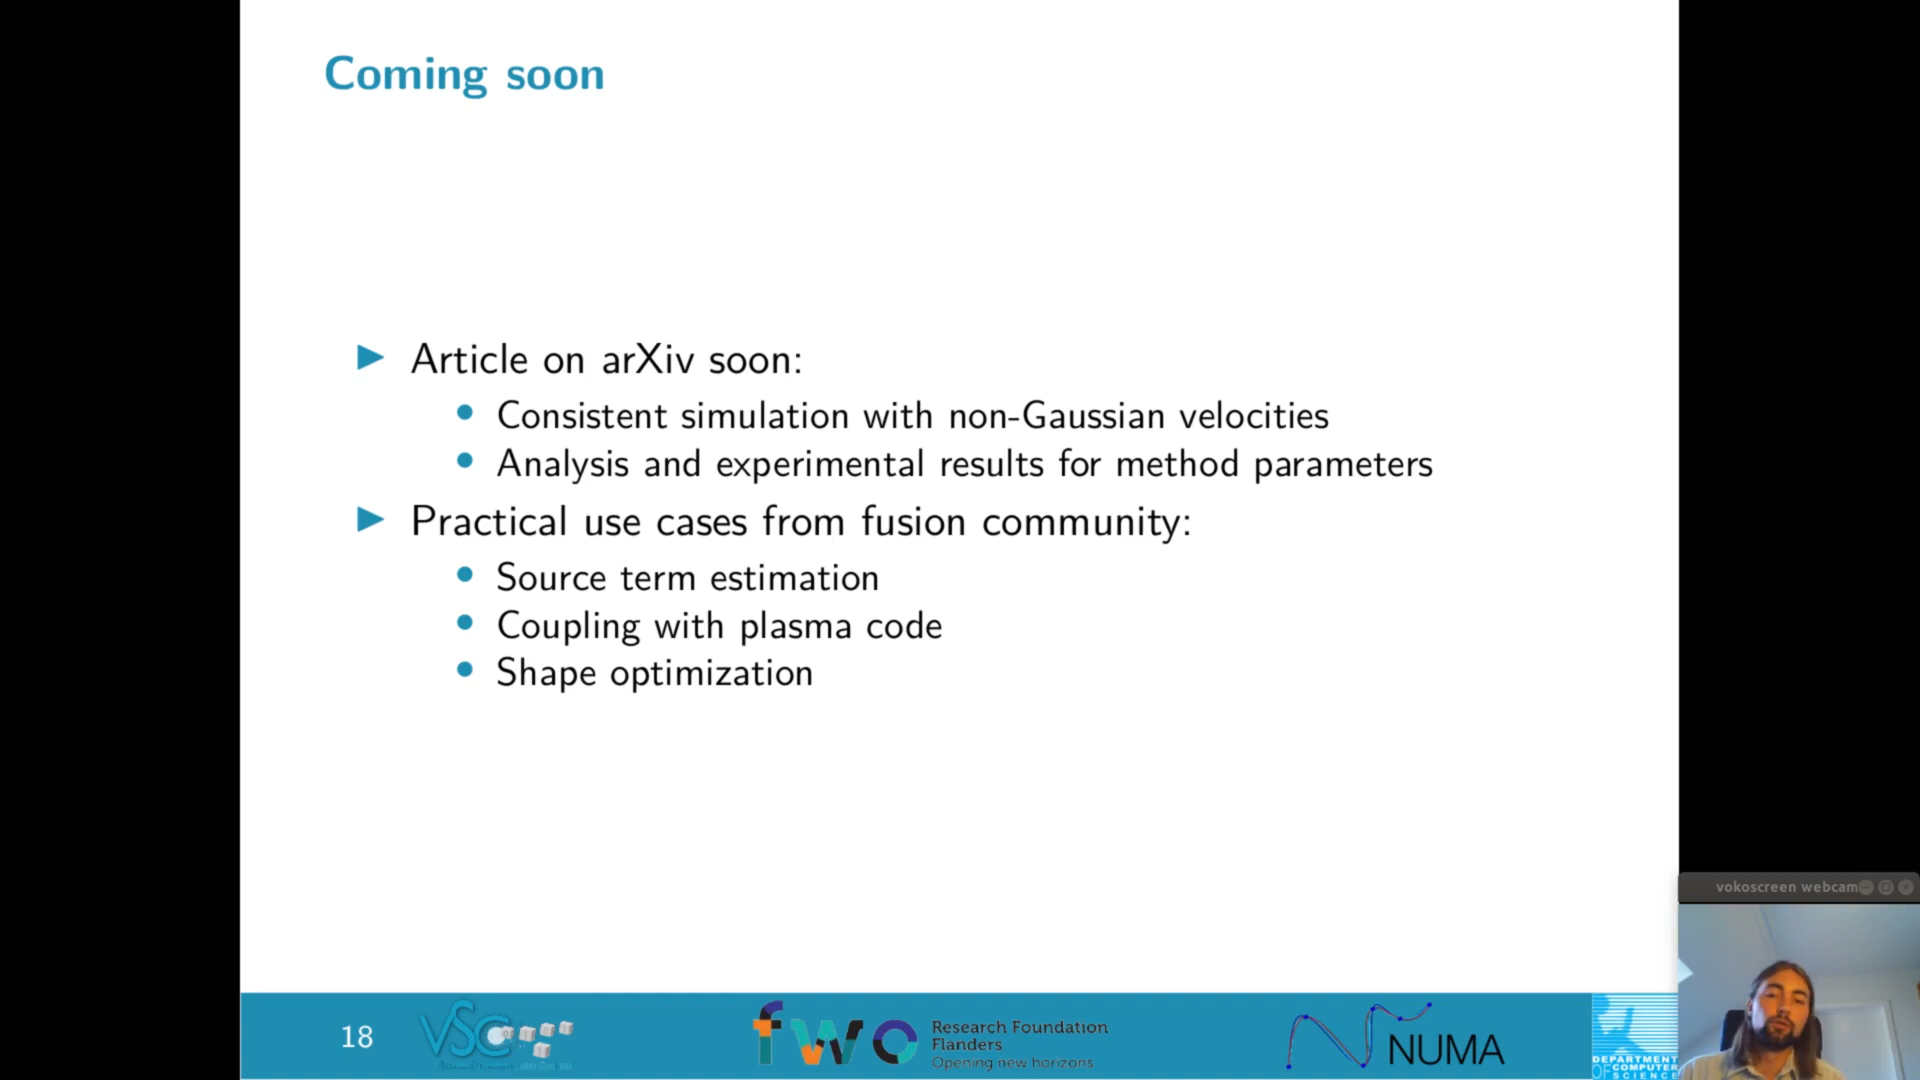 Coming soon
Article on arXiv soon:
Consistent simulation with non-Gaussian velocities
Analysis and experimental results for method parameters
Practical use cases from fusion community:
Source term estimation
Coupling with plasma code
Shape optimization
vokoscreen webcam
18
VSC
fwo
Research Foundation
Flanders
Opening new horizons
NUMA
DEPARTMENT
OF COMPUTER
SCIENCE